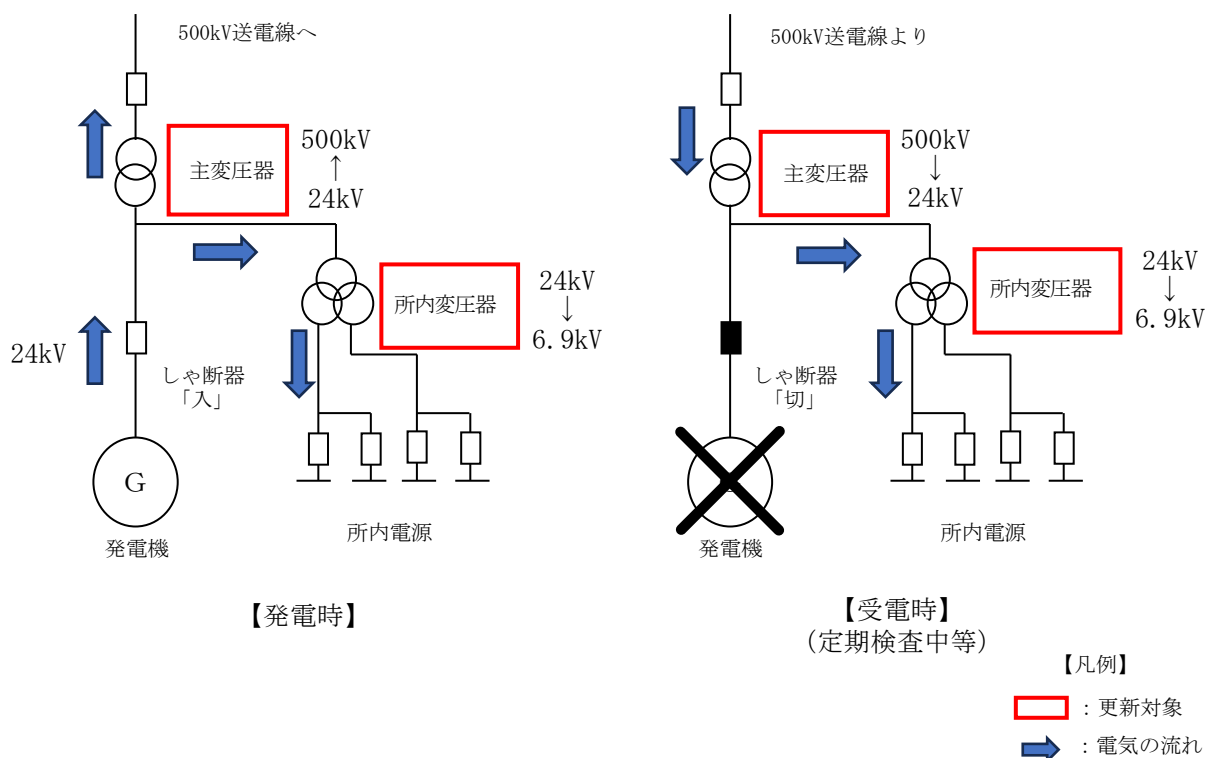 500kV送電線へ
主変圧器
500kV
↑
24kV
所内変圧器
24kV
↓
6.9kV
24kV
しゃ断器
「入」
G
発電機
所内電源
【発電時】
500kV送電線より
主変圧器
500kV
↓
24kV
所内変圧器
24kV
↓
6.9kV
しゃ断器
「切」
発電機
所内電源
【受電時】
(定期検査中等)
【凡例】
：更新対象
：電気の流れ